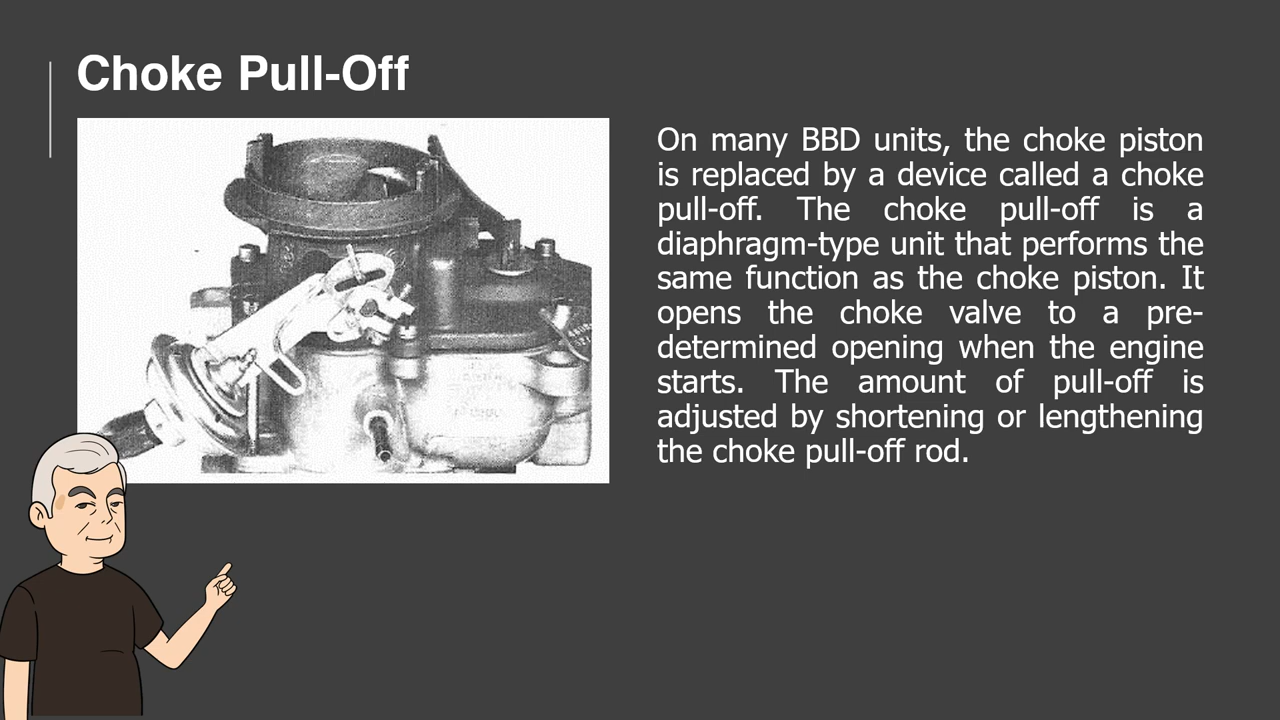 Choke Pull-Off
On many BBD units, the choke piston
is replaced by a device called a choke
pull-off. The choke pull-off is a
diaphragm-type unit that performs the
same function as the choke piston. It
opens the choke valve to a pre-
determined opening when the engine
starts. The amount of pull-off is
adjusted by shortening or lengthening
the choke pull-off rod.